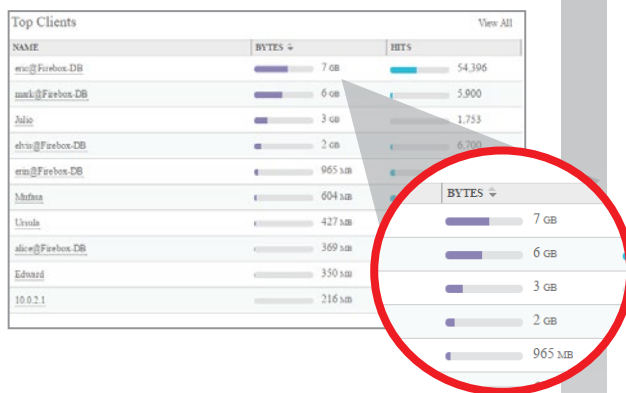 Top Clients View All
NAME BYTES HITS
eric@Firebox-DB 7 GB 54,396
mark@Firebox-DB 6 GB 5,900
Julio 3 GB 1,753
elvis@Firebox-DB 2 GB 6,700
erin@Firebox-DB 965 MB
Mufasa 604 MB
Ursula 427 MB
alice@Firebox-DB 369 MB
Edward 350 MB
10.0.2.1 216 MB
BYTES
7 GB
6 GB
3 GB
2 GB
965 MB